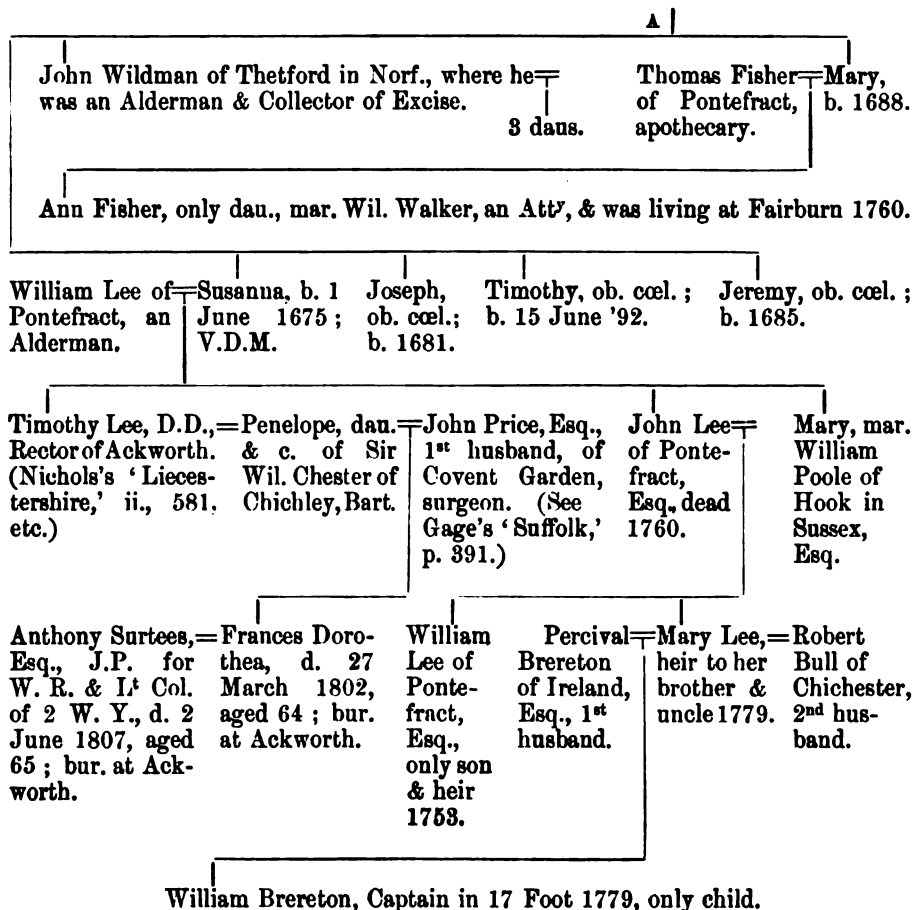 A
John Wildman of Thetford in Norf., where he
was an Alderman & Collector of Excise.
3 daus.
Thomas Fisher
of Pontefract,
apothecary.
Mary,
b. 1688.
Ann Fisher, only dau., mar. Wil. Walker, an Atty, & was living at Fairburn 1760.
William Lee of
Pontefract, an
Alderman.
Susanna, b. 1
June 1675 ;
V.D.M.
Joseph,
ob. cœl.;
b. 1681.
Timothy, ob. cœl. ;
b. 15 June '92.
Jeremy, ob. cœl. ;
b. 1685.
Timothy Lee, D.D.,
Rector of Ackworth.
(Nichols's ' Lieces-
tershire,' ii., 581,
etc.)
Penelope, dau.
& c. of Sir
Wil. Chester of
Chichley, Bart.
John Price, Esq.,
1st husband, of
Covent Garden,
surgeon. (See
Gage's ' Suffolk,'
p. 391.)
John Lee
of Ponte-
fract,
Esq., dead
1760.
Mary, mar.
William
Poole of
Hook in
Sussex,
Esq.
Anthony Surtees,
Esq., J.P. for
W. R. & Lt Col.
of 2 W. Y., d. 2
June 1807, aged
65 ; bur. at Ack-
worth.
Frances Doro-
thea, d. 27
March 1802,
aged 64 ; bur.
at Ackworth.
William
Lee of
Ponte-
fract,
Esq.,
only son
& heir
1753.
Percival
Brereton
of Ireland,
Esq., 1st
husband.
Mary Lee,
heir to her
brother &
uncle 1779.
Robert
Bull of
Chichester,
2nd hus-
band.
William Brereton, Captain in 17 Foot 1779, only child.